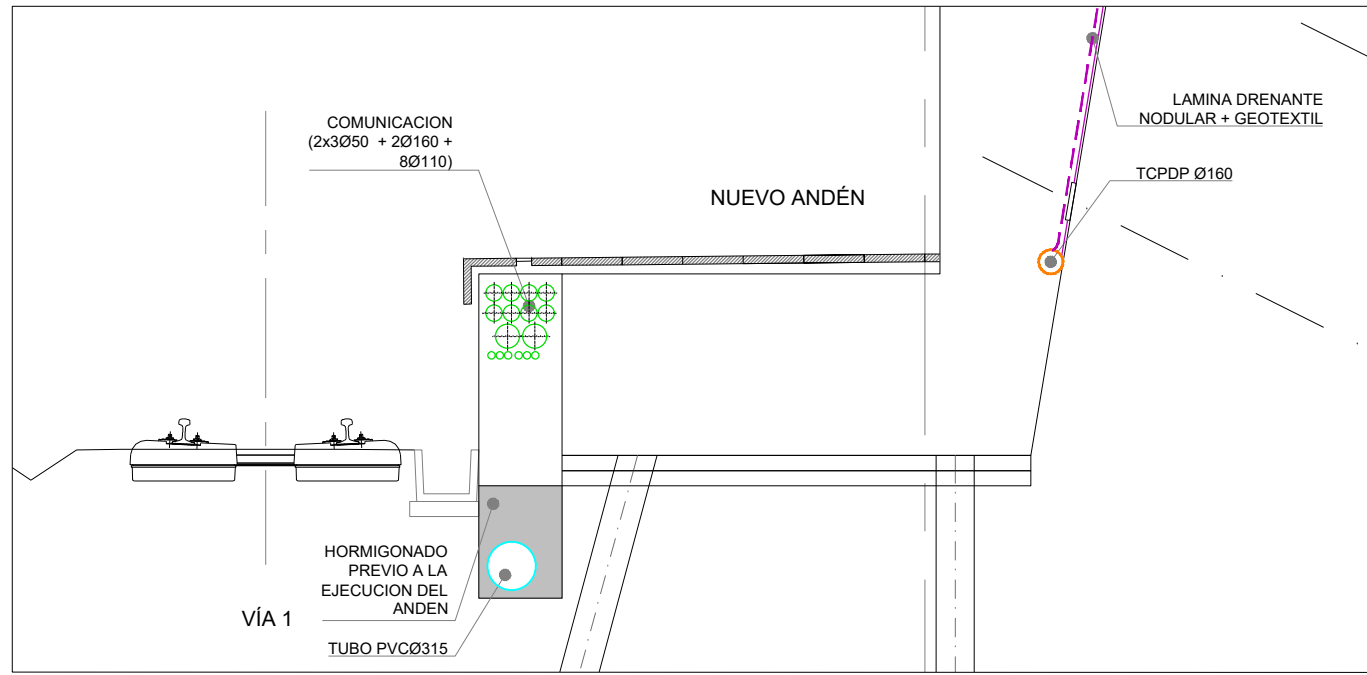 LAMINA DRENANTE
NODULAR + GEOTEXTIL
COMUNICACION
(2x3Ø50 + 2Ø160 +
8Ø110)
TCPDP Ø160
NUEVO ANDÉN
HORMIGONADO
PREVIO A LA
EJECUCION DEL
ANDEN
VÍA 1
TUBO PVCØ315